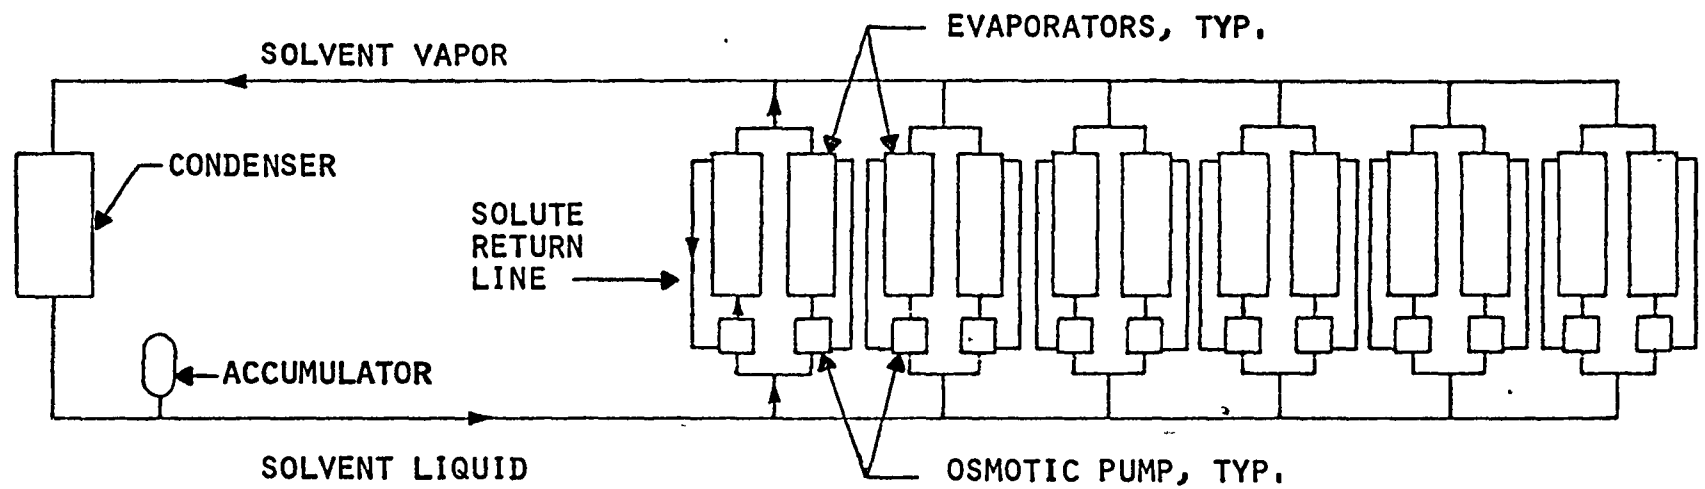 EVAPORATORS, TYP.
SOLVENT VAPOR
CONDENSER
SOLUTE
RETURN
LINE
ACCUMULATOR
SOLVENT LIQUID
OSMOTIC PUMP, TYP.